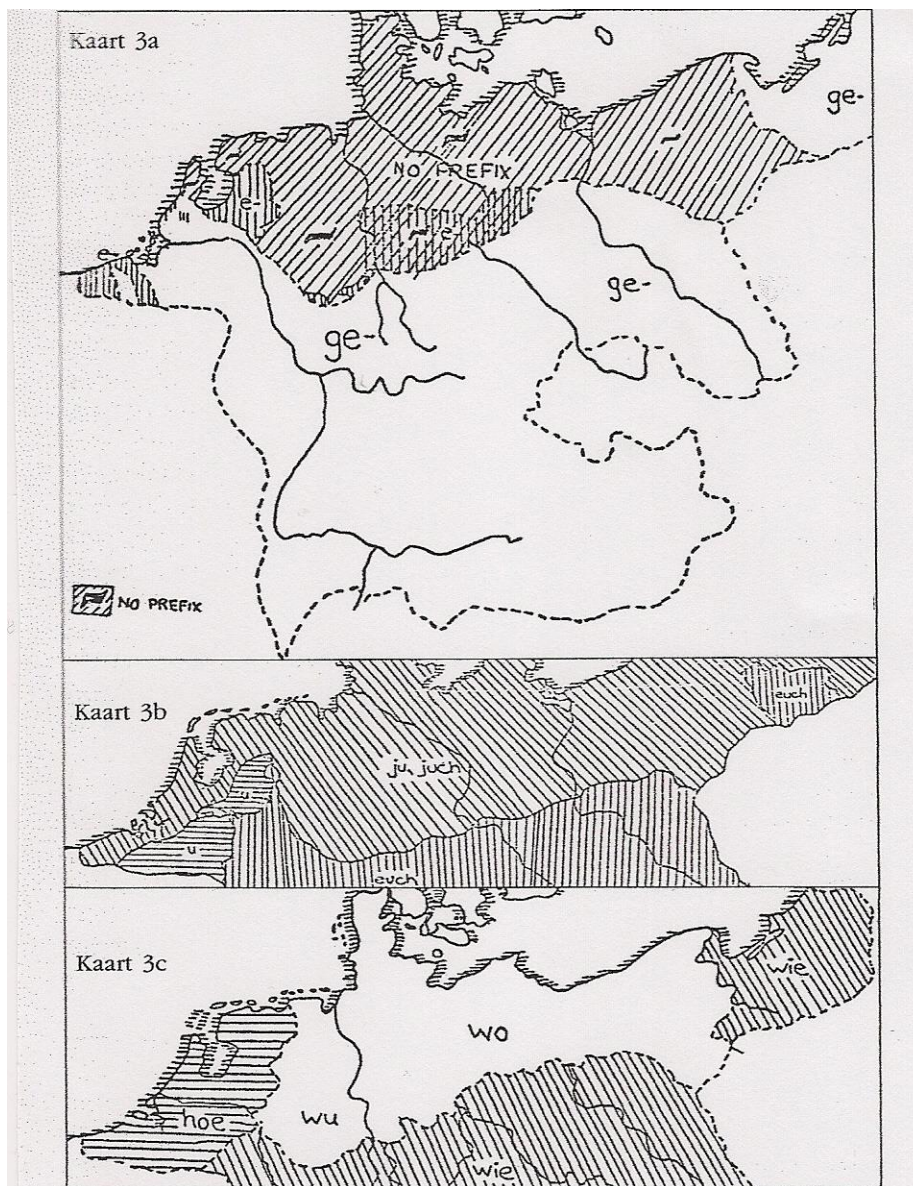 Kaart 3a
ge-
NO PREFIX
e-
e-
e-
ge-
ge-
NO PREFIX
Kaart 3b
euch
ju, juch
u
u
euch
Kaart 3c
wie
wo
hoe
wu
wie